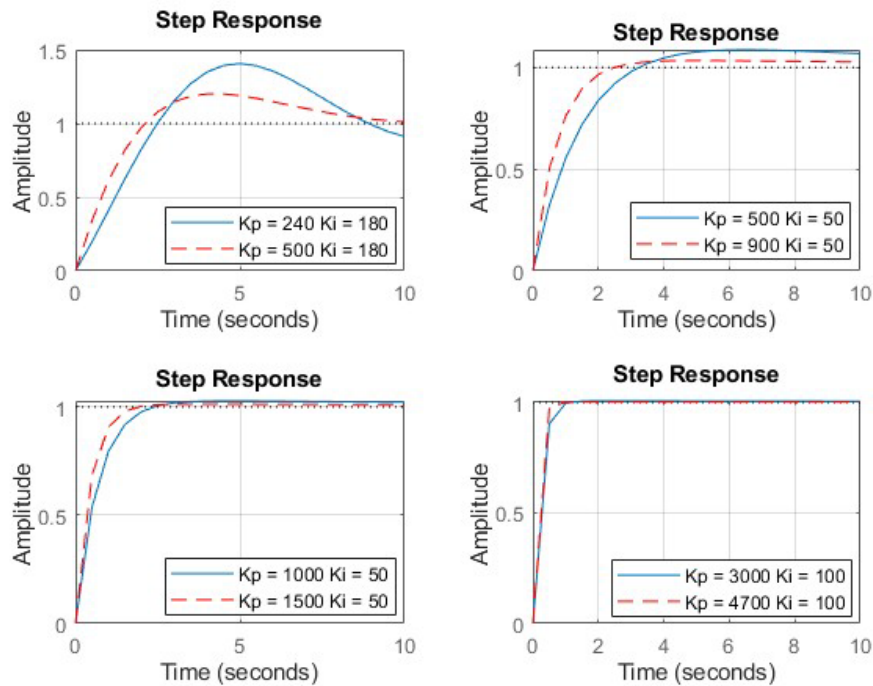 Step Response
1.5
1
0.5
0
Amplitude
Kp = 240 Ki = 180
Kp = 500 Ki = 180
0 5 10
Time (seconds)
Step Response
1
0.5
0
Amplitude
Kp = 500 Ki = 50
Kp = 900 Ki = 50
0 2 4 6 8 10
Time (seconds)
Step Response
1
0.5
0
Amplitude
Kp = 1000 Ki = 50
Kp = 1500 Ki = 50
0 5 10
Time (seconds)
Step Response
1
0.5
0
Amplitude
Kp = 3000 Ki = 100
Kp = 4700 Ki = 100
0 2 4 6 8 10
Time (seconds)